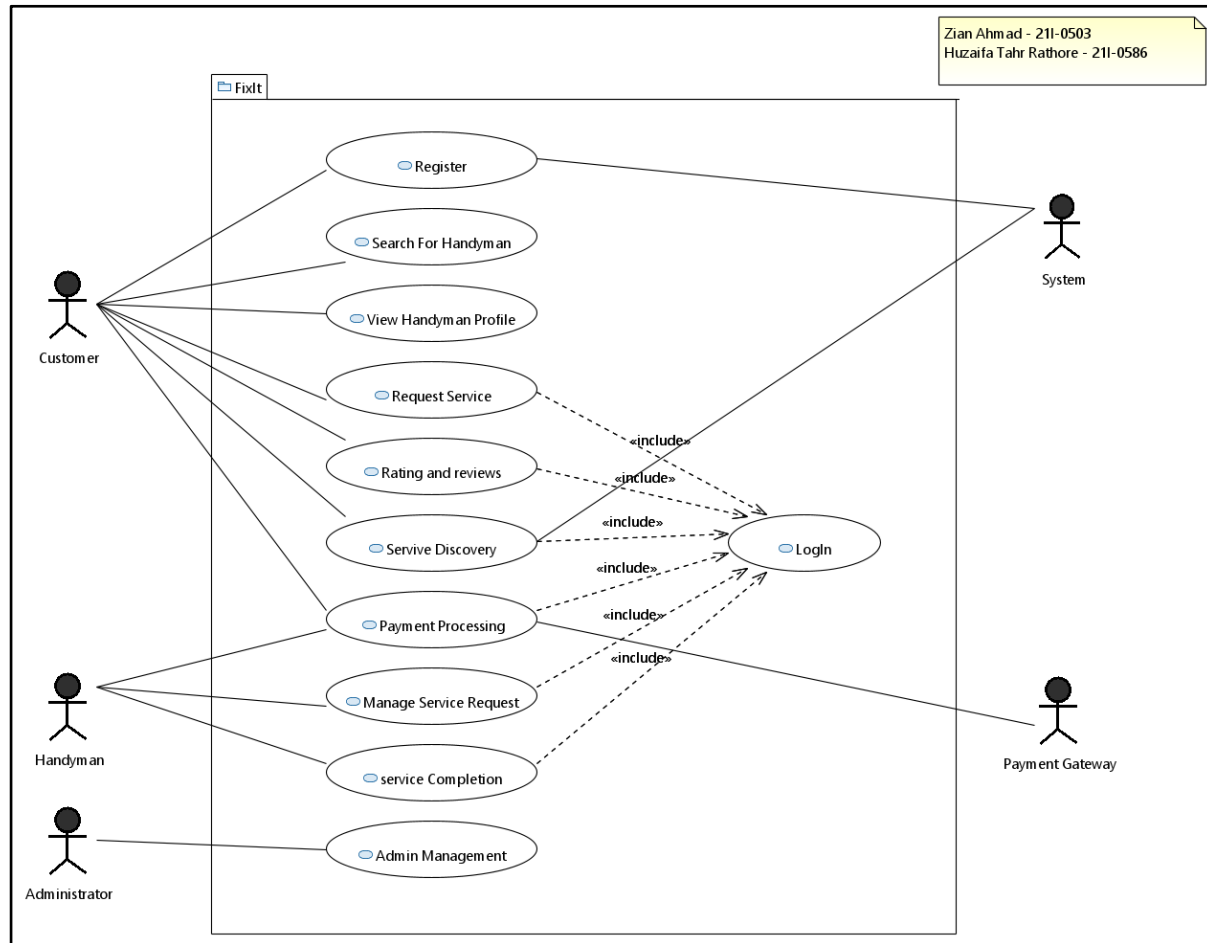 Zian Ahmad - 21I-0503
Huzaifa Tahr Rathore - 21I-0586
FixIt
Register
Search For Handyman
System
View Handyman Profile
Customer
Request Service
«include»
Rating and reviews
«include»
«include»
Servive Discovery
LogIn
«include»
Payment Processing
«include»
«include»
Manage Service Request
Handyman
Payment Gateway
service Completion
Admin Management
Administrator